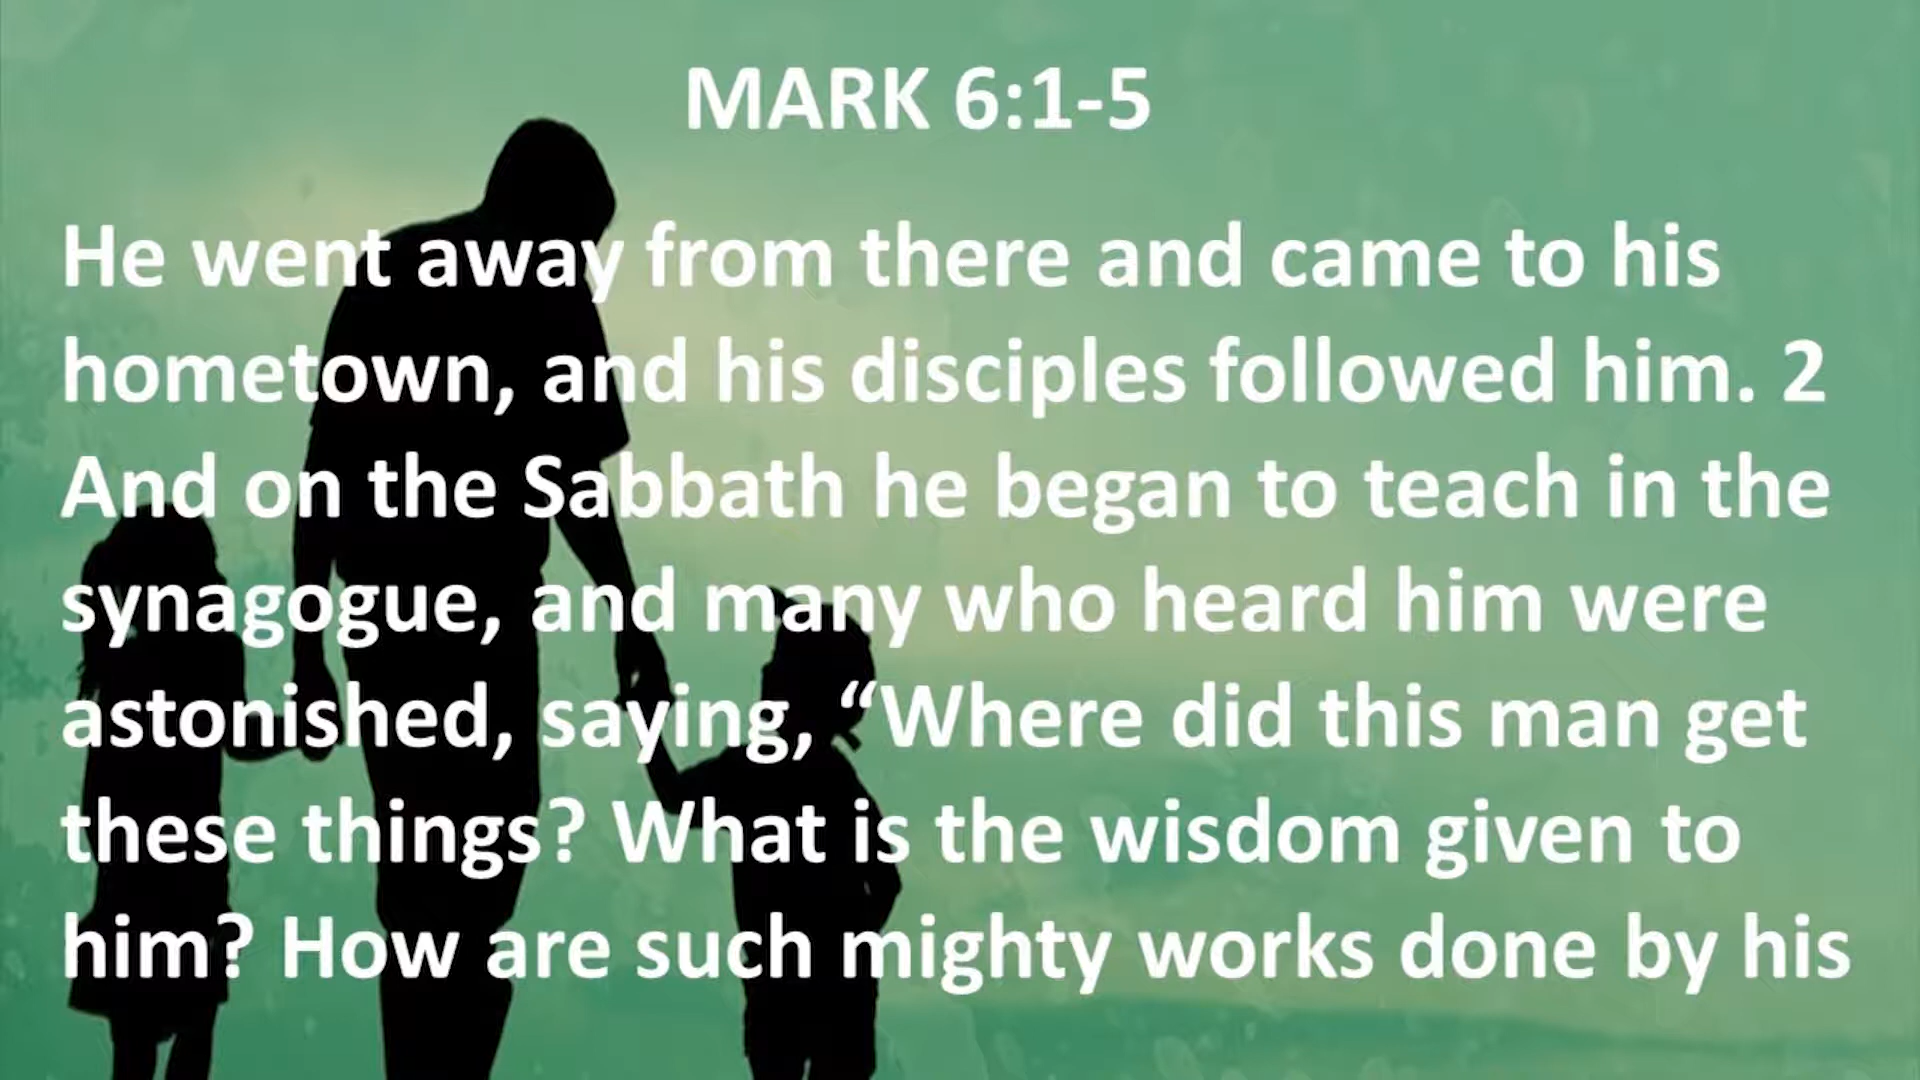 MARK 6:1-5
He went away from there and came to his
hometown, and his disciples followed him. 2
And on the Sabbath he began to teach in the
synagogue, and many who heard him were
astonished, saying, “Where did this man get
these things? What is the wisdom given to
him? How are such mighty works done by his